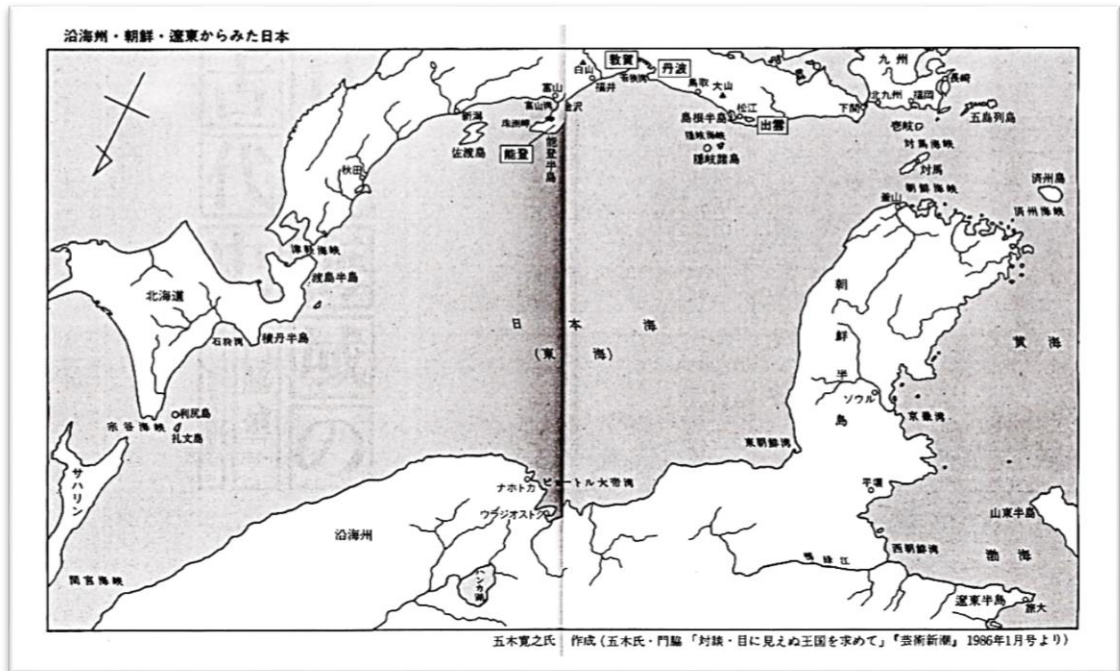 沿海州・朝鮮・遼東からみた日本
敦賀
丹波
白山
福井
若狭湾
鳥取
大山
九州
長崎
北九州
福岡
下関
五島列島
富山
富山湾
金沢
珠洲岬
能登
能登半島
新潟
佐渡島
松江
島根半島
出雲
隠岐海峡
隠岐諸島
壱岐
対馬海峡
対馬
朝鮮海峡
釜山
済州島
済州海峡
秋田
津軽海峡
渡島半島
北海道
石狩湾
積丹半島
日本海
(東海)
朝鮮半島
黄海
ソウル
京畿湾
利尻島
宗谷海峡
礼文島
サハリン
東朝鮮湾
ナホトカ
ピョートル大帝湾
ウラジオストク
平壌
山東半島
沿海州
ハンカ湖
鴨緑江
西朝鮮湾
渤海
間宮海峡
遼東半島
旅大
五木寛之氏 作成(五木氏・門脇「対談・目に見えぬ王国を求めて」『芸術新潮』1986年1月号より)